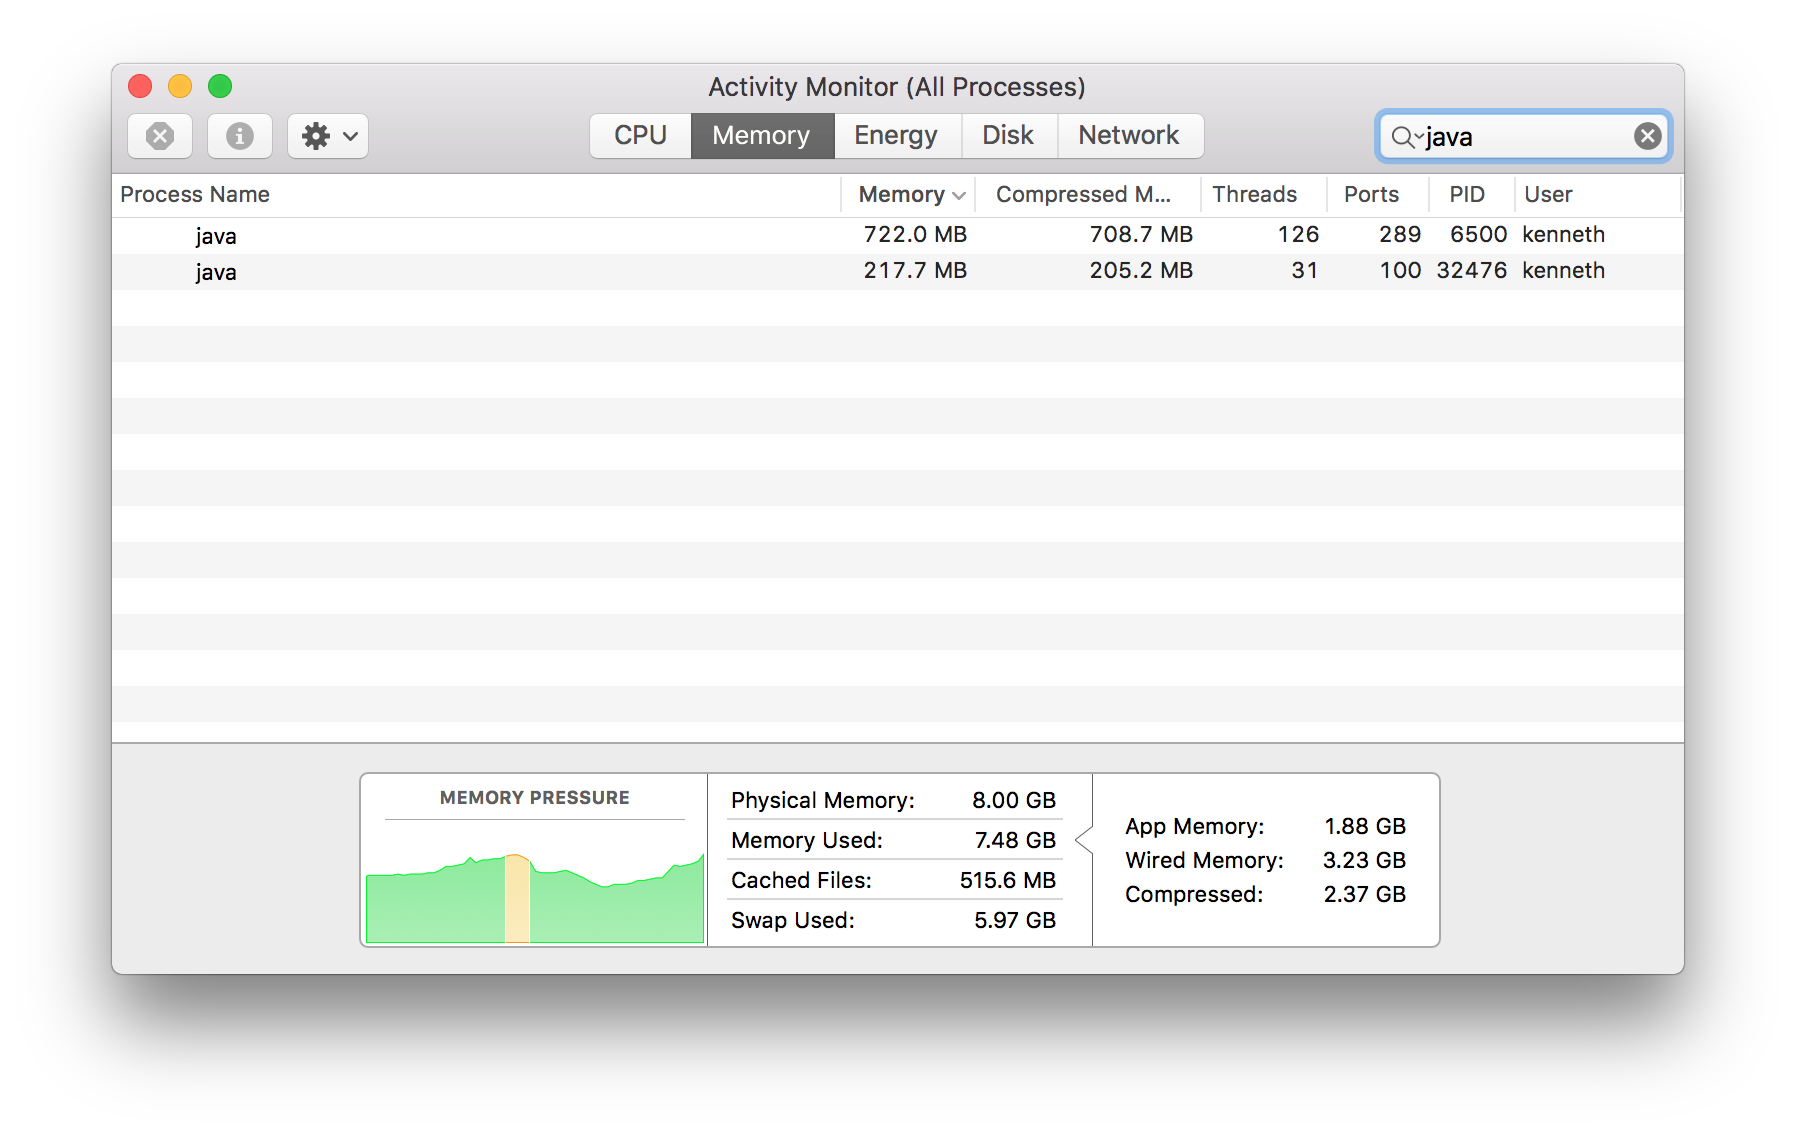 Activity Monitor (All Processes)
CPU Memory Energy Disk Network java
Process Name Memory Compressed M... Threads Ports PID User
java 722.0 MB 708.7 MB 126 289 6500 kenneth
java 217.7 MB 205.2 MB 31 100 32476 kenneth
MEMORY PRESSURE
Physical Memory: 8.00 GB
Memory Used: 7.48 GB
Cached Files: 515.6 MB
Swap Used: 5.97 GB
App Memory: 1.88 GB
Wired Memory: 3.23 GB
Compressed: 2.37 GB